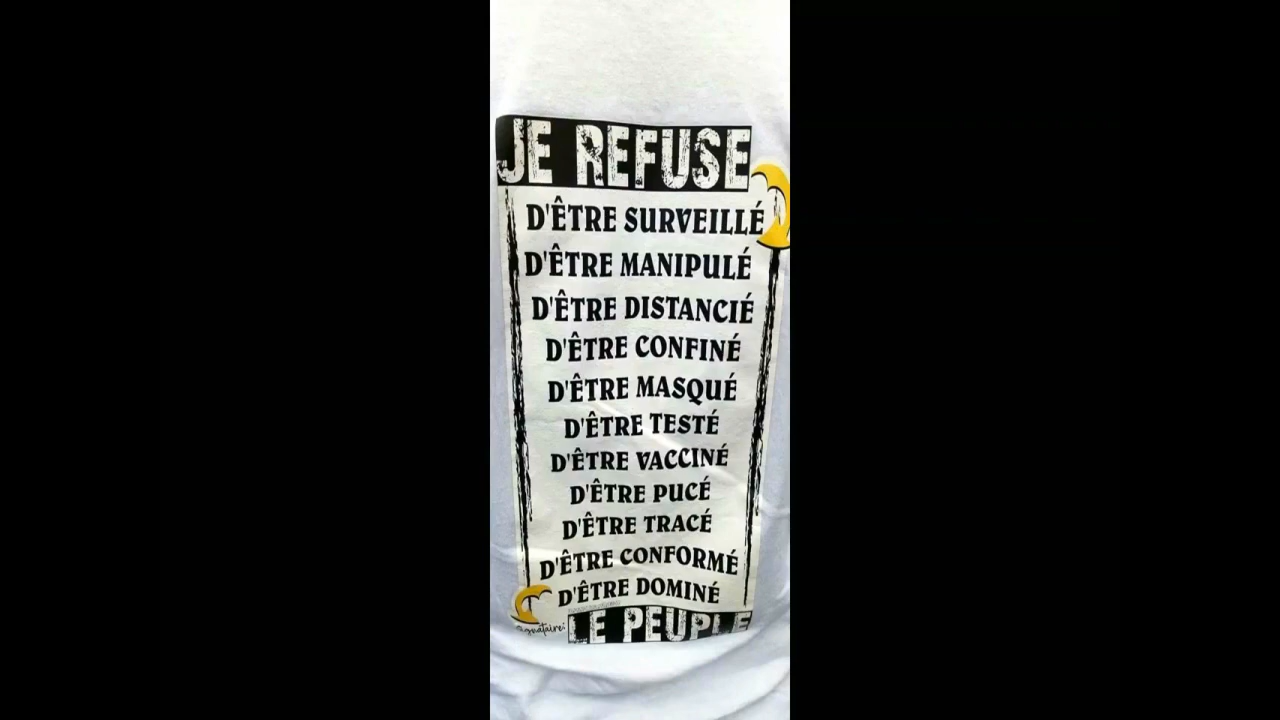 JE REFUSE
D'ÊTRE SURVEILLÉ
D'ÊTRE MANIPULÉ
D'ÊTRE DISTANCIÉ
D'ÊTRE CONFINÉ
D'ÊTRE MASQUÉ
D'ÊTRE TESTÉ
D'ÊTRE VACCINÉ
D'ÊTRE PUCÉ
D'ÊTRE TRACÉ
D'ÊTRE CONFORMÉ
D'ÊTRE DOMINÉ
signataire: LE PEUPLE